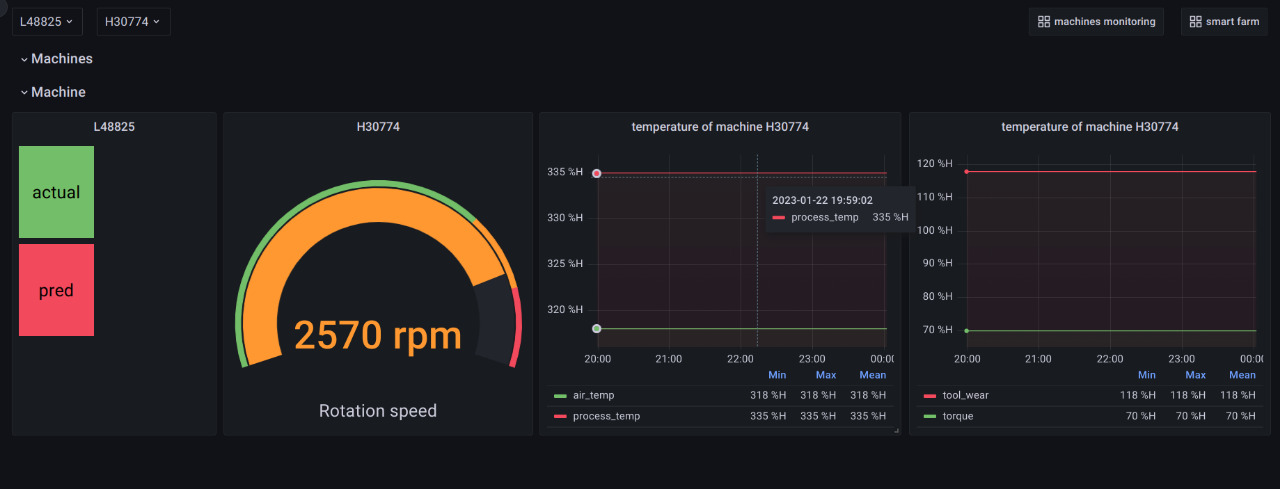 L48825 H30774 machines monitoring smart farm
Machines
Machine
L48825
actual
pred
H30774
2570 rpm
Rotation speed
temperature of machine H30774
335 %H
330 %H
325 %H
320 %H
2023-01-22 19:59:02
process_temp 335 %H
20:00 21:00 22:00 23:00 00:00
Min Max Mean
air_temp 318 %H 318 %H 318 %H
process_temp 335 %H 335 %H 335 %H
temperature of machine H30774
120 %H
110 %H
100 %H
90 %H
80 %H
70 %H
20:00 21:00 22:00 23:00 00:00
Min Max Mean
tool_wear 118 %H 118 %H 118 %H
torque 70 %H 70 %H 70 %H